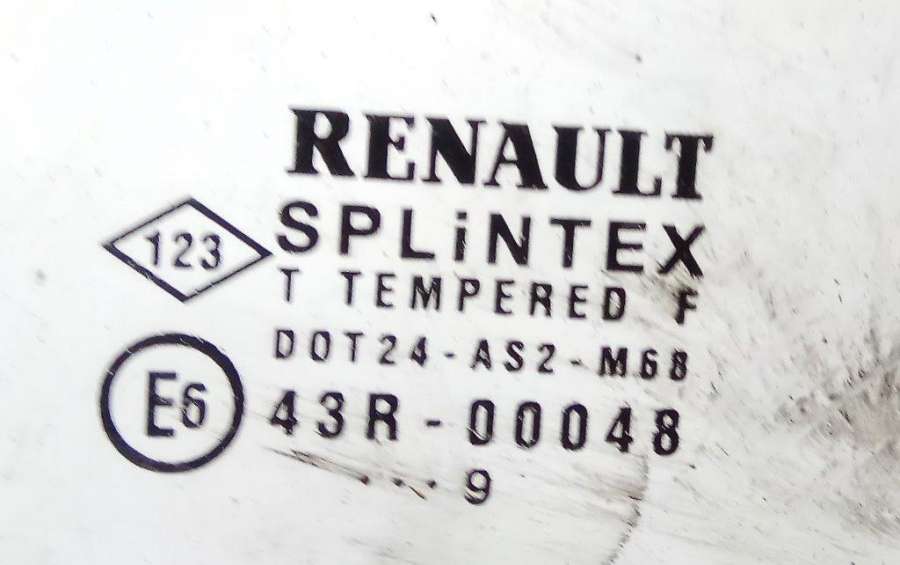 RENAULT
123 SPLiNTEX
T TEMPERED F
DOT24-AS2-M68
E6 43R-00048
... 9